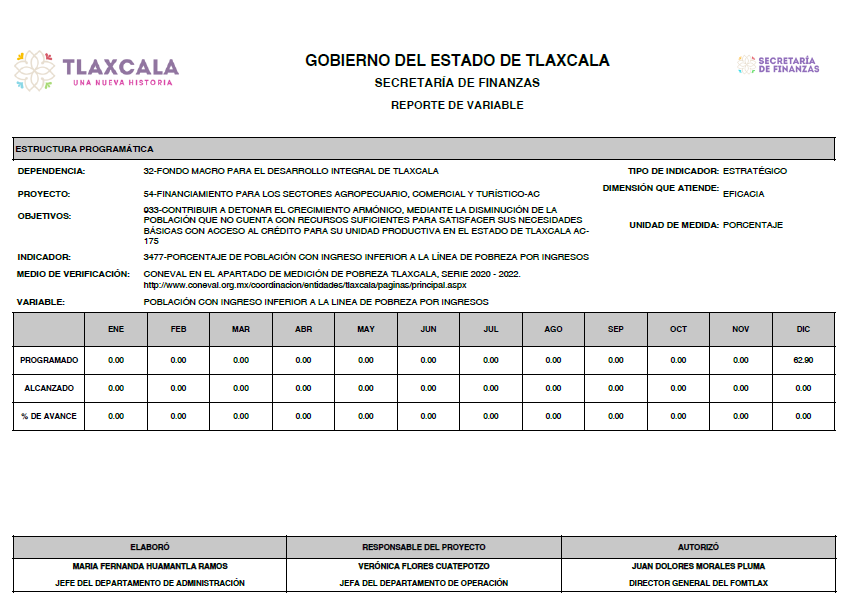 TLAXCALA
UNA NUEVA HISTORIA
GOBIERNO DEL ESTADO DE TLAXCALA
SECRETARÍA DE FINANZAS
REPORTE DE VARIABLE
SECRETARÍA
DE FINANZAS
ESTRUCTURA PROGRAMÁTICA
DEPENDENCIA: 32-FONDO MACRO PARA EL DESARROLLO INTEGRAL DE TLAXCALA
TIPO DE INDICADOR: ESTRATÉGICO
PROYECTO: 54-FINANCIAMIENTO PARA LOS SECTORES AGROPECUARIO, COMERCIAL Y TURÍSTICO-AC
DIMENSIÓN QUE ATIENDE: EFICACIA
OBJETIVOS: 933-CONTRIBUIR A DETONAR EL CRECIMIENTO ARMÓNICO, MEDIANTE LA DISMINUCIÓN DE LA
POBLACIÓN QUE NO CUENTA CON RECURSOS SUFICIENTES PARA SATISFACER SUS NECESIDADES
BÁSICAS CON ACCESO AL CRÉDITO PARA SU UNIDAD PRODUCTIVA EN EL ESTADO DE TLAXCALA AC-
175
UNIDAD DE MEDIDA: PORCENTAJE
INDICADOR: 3477-PORCENTAJE DE POBLACIÓN CON INGRESO INFERIOR A LA LÍNEA DE POBREZA POR INGRESOS
MEDIO DE VERIFICACIÓN: CONEVAL EN EL APARTADO DE MEDICIÓN DE POBREZA TLAXCALA, SERIE 2020 - 2022.
http://www.coneval.org.mx/coordinacion/entidades/tlaxcala/paginas/principal.aspx
VARIABLE: POBLACIÓN CON INGRESO INFERIOR A LA LINEA DE POBREZA POR INGRESOS
ENE FEB MAR ABR MAY JUN JUL AGO SEP OCT NOV DIC
PROGRAMADO 0.00 0.00 0.00 0.00 0.00 0.00 0.00 0.00 0.00 0.00 0.00 62.90
ALCANZADO 0.00 0.00 0.00 0.00 0.00 0.00 0.00 0.00 0.00 0.00 0.00 0.00
% DE AVANCE 0.00 0.00 0.00 0.00 0.00 0.00 0.00 0.00 0.00 0.00 0.00 0.00
ELABORÓ RESPONSABLE DEL PROYECTO AUTORIZÓ
MARIA FERNANDA HUAMANTLA RAMOS VERÓNICA FLORES CUATEPOTZO JUAN DOLORES MORALES PLUMA
JEFE DEL DEPARTAMENTO DE ADMINISTRACIÓN JEFA DEL DEPARTAMENTO DE OPERACIÓN DIRECTOR GENERAL DEL FOMTLAX